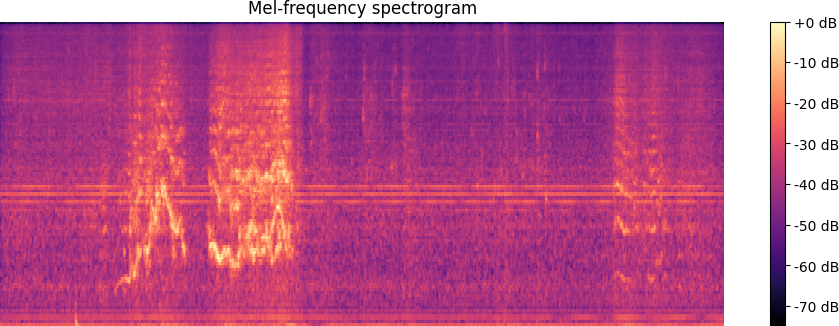 Mel-frequency spectrogram
+0 dB
-10 dB
-20 dB
-30 dB
-40 dB
-50 dB
-60 dB
-70 dB